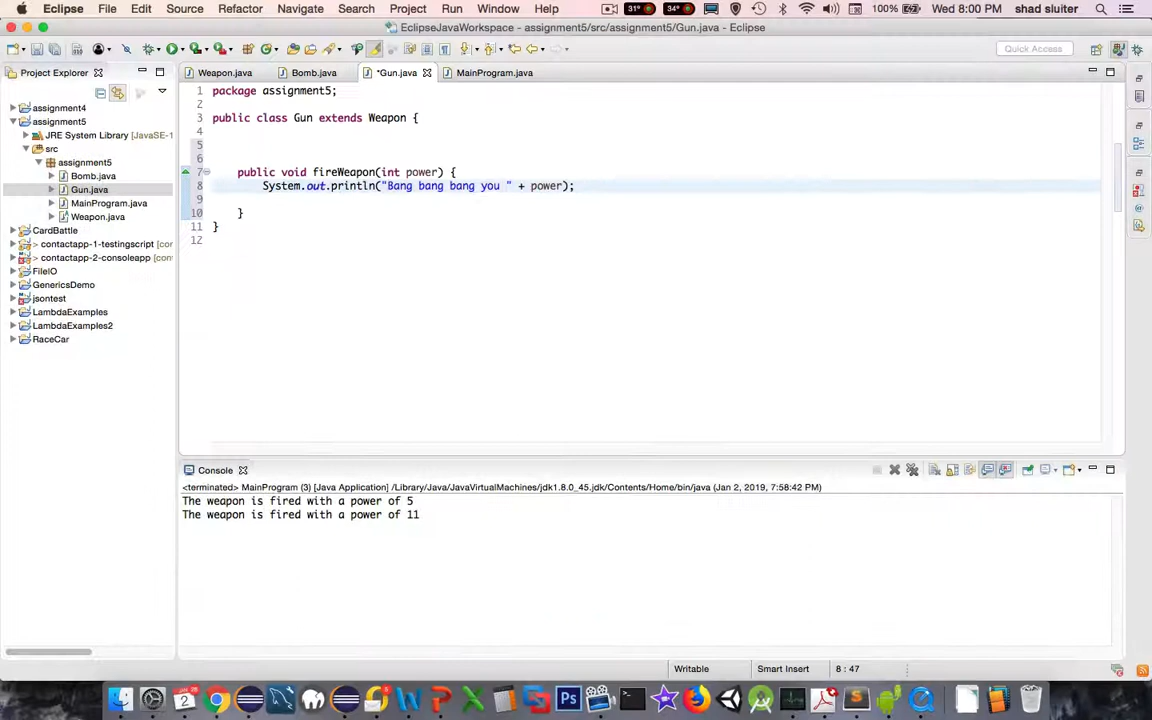 Eclipse File Edit Source Refactor Navigate Search Project Run Window Help 31° 34° 100% Wed 8:00 PM shad sluiter
EclipseJavaWorkspace - assignment5/src/assignment5/Gun.java - Eclipse
Quick Access
Project Explorer
Weapon.java Bomb.java *Gun.java MainProgram.java
assignment4
assignment5
JRE System Library [JavaSE-1
src
assignment5
Bomb.java
Gun.java
MainProgram.java
Weapon.java
CardBattle
> contactapp-1-testingscript [cor
> contactapp-2-consoleapp [cont
FileIO
GenericsDemo
jsontest
LambdaExamples
LambdaExamples2
RaceCar
1 package assignment5;
2
3 public class Gun extends Weapon {
4
5
6
7 public void fireWeapon(int power) {
8 System.out.println("Bang bang bang you " + power);
9
10 }
11 }
12
Console
<terminated> MainProgram (3) [Java Application] /Library/Java/JavaVirtualMachines/jdk1.8.0_45.jdk/Contents/Home/bin/java (Jan 2, 2019, 7:58:42 PM)
The weapon is fired with a power of 5
The weapon is fired with a power of 11
Writable Smart Insert 8 : 47